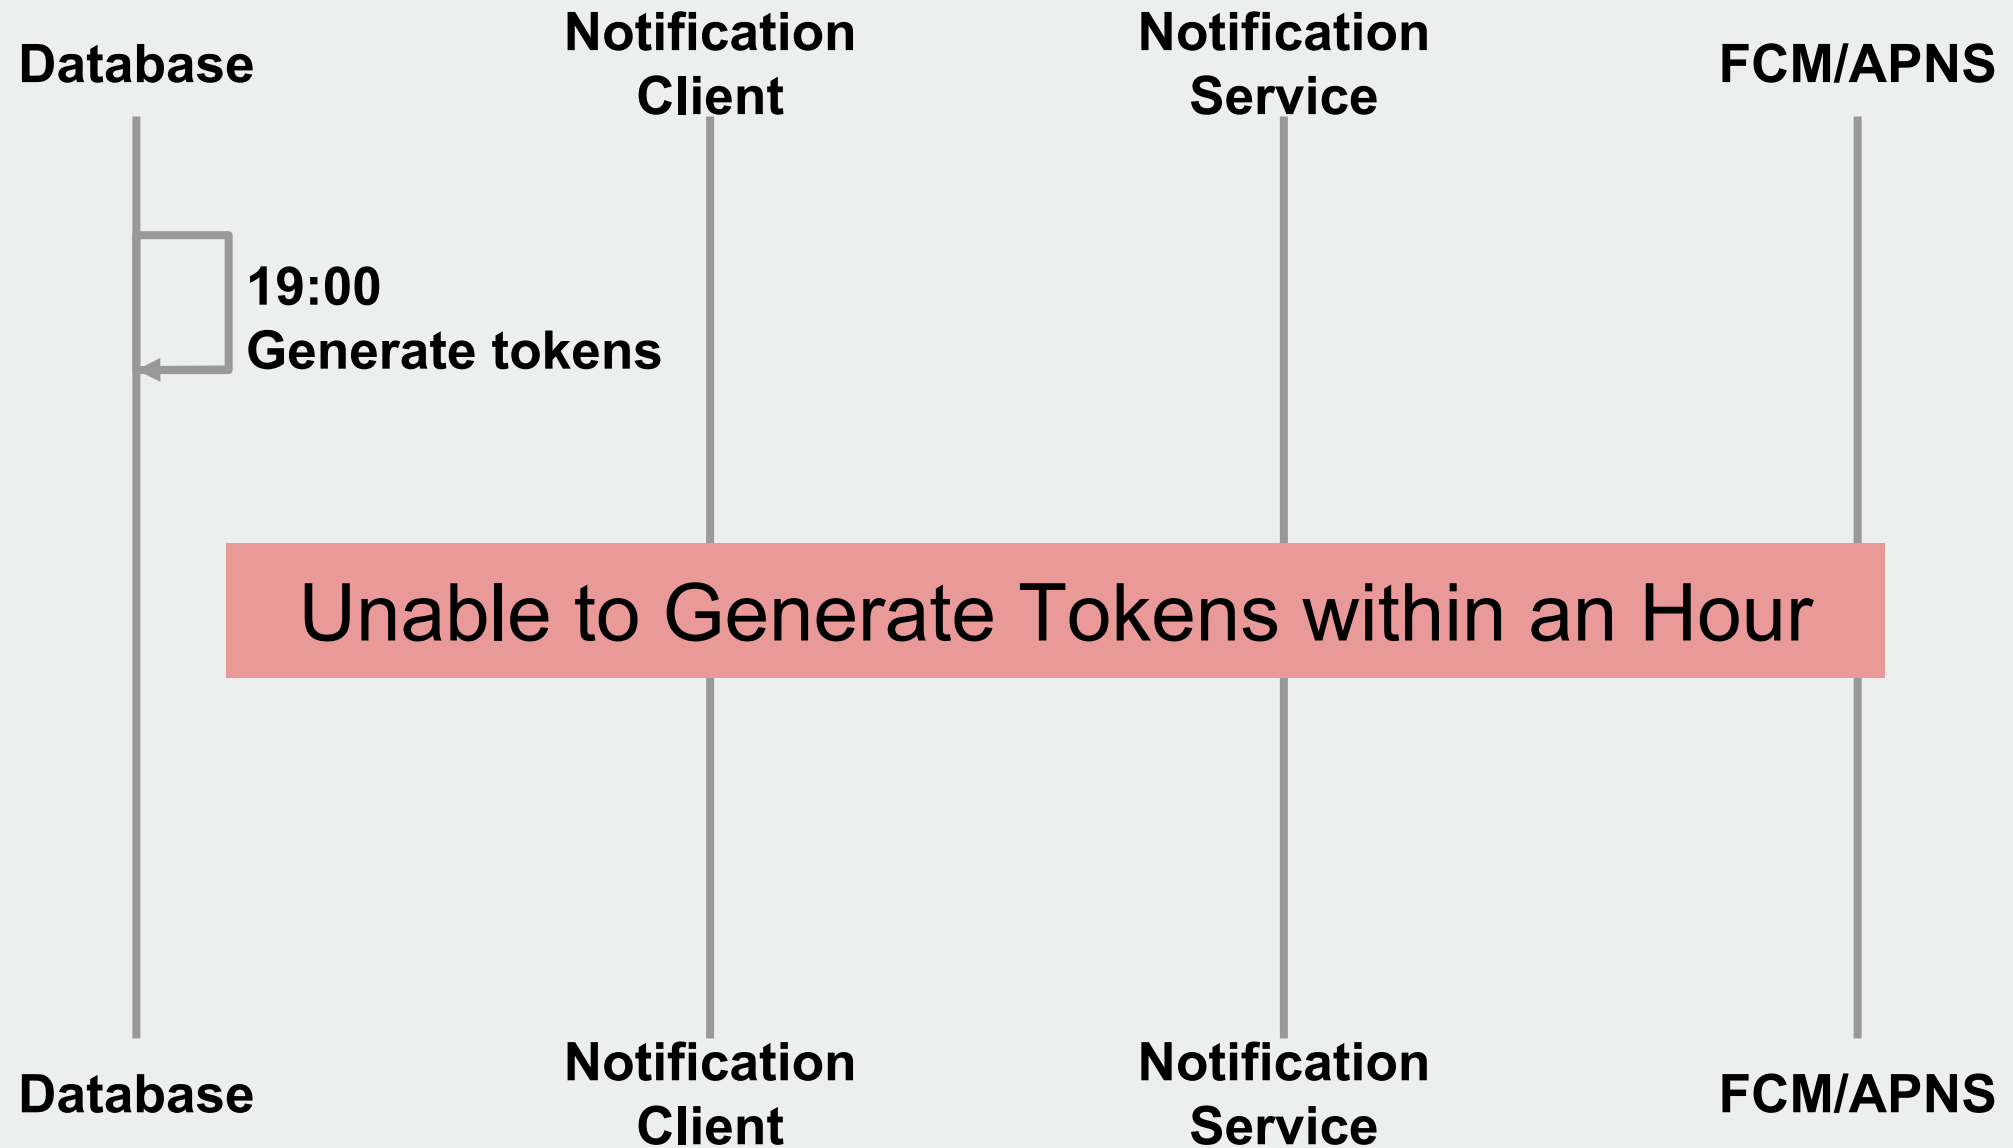 Database
Notification
Client
Notification
Service
FCM/APNS
19:00
Generate tokens
Unable to Generate Tokens within an Hour
Database
Notification
Client
Notification
Service
FCM/APNS